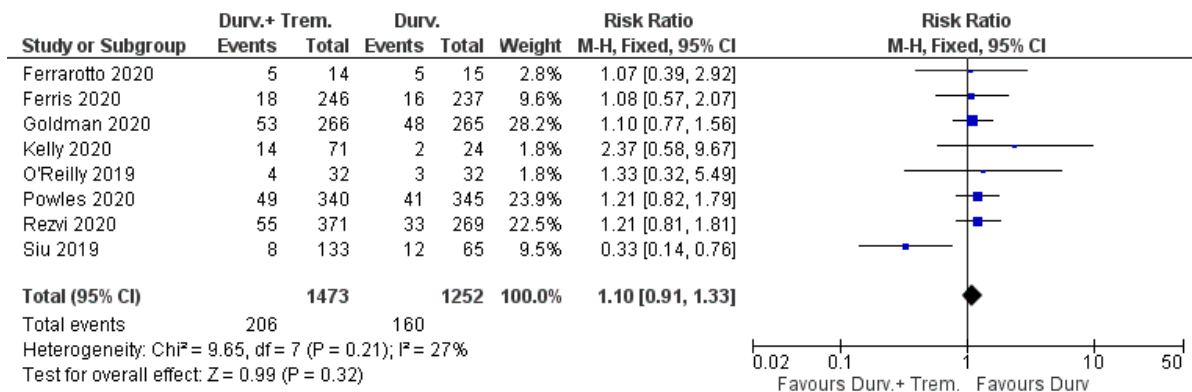 Durv.+ Trem. Durv. Risk Ratio Risk Ratio
Study or Subgroup Events Total Events Total Weight M-H, Fixed, 95% CI M-H, Fixed, 95% CI
Ferrarotto 2020 5 14 5 15 2.8% 1.07 [0.39, 2.92]
Ferris 2020 18 246 16 237 9.6% 1.08 [0.57, 2.07]
Goldman 2020 53 266 48 265 28.2% 1.10 [0.77, 1.56]
Kelly 2020 14 71 2 24 1.8% 2.37 [0.58, 9.67]
O'Reilly 2019 4 32 3 32 1.8% 1.33 [0.32, 5.49]
Powles 2020 49 340 41 345 23.9% 1.21 [0.82, 1.79]
Rezvi 2020 55 371 33 269 22.5% 1.21 [0.81, 1.81]
Siu 2019 8 133 12 65 9.5% 0.33 [0.14, 0.76]
Total (95% CI) 1473 1252 100.0% 1.10 [0.91, 1.33]
Total events 206 160
Heterogeneity: Chi² = 9.65, df = 7 (P = 0.21); I² = 27%
Test for overall effect: Z = 0.99 (P = 0.32)
0.02 0.1 1 10 50
Favours Durv.+ Trem. Favours Durv